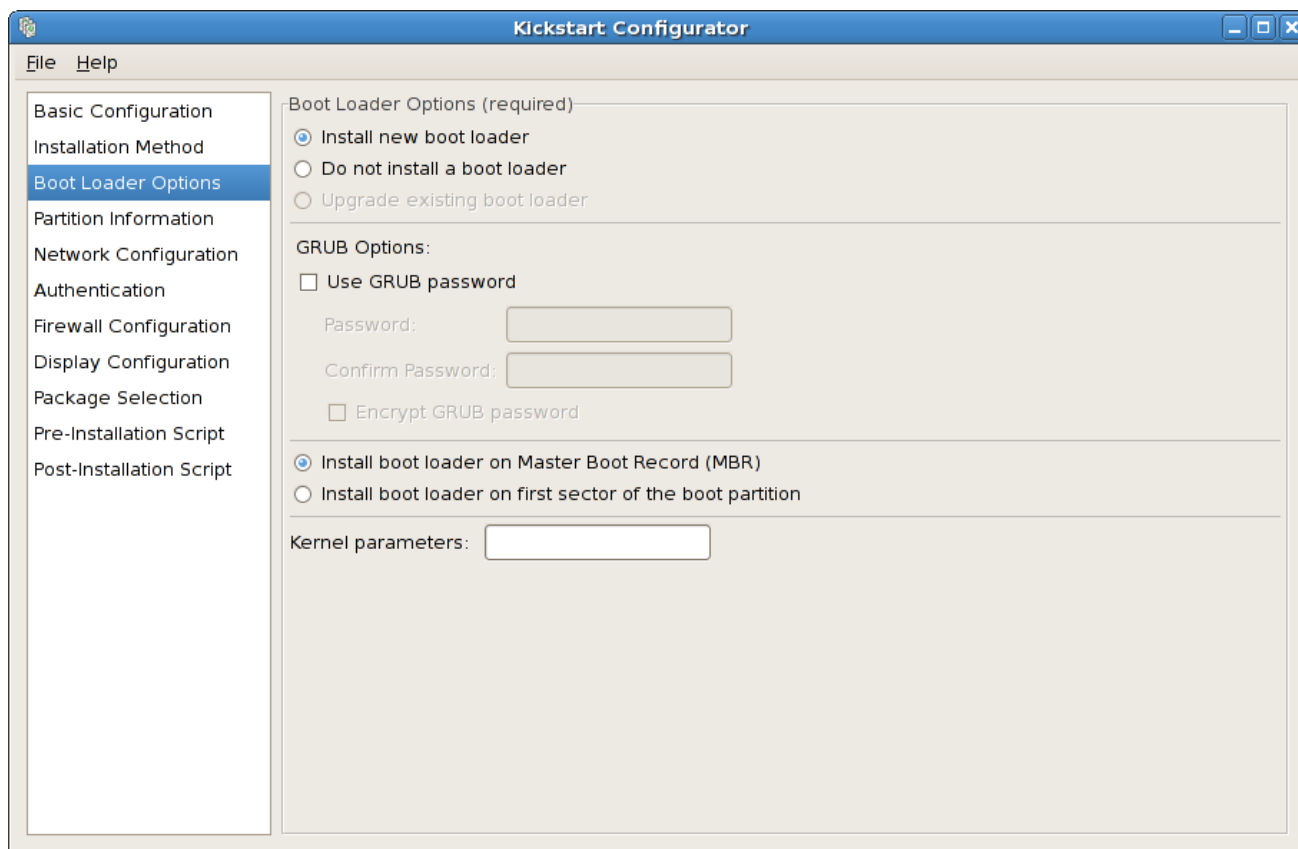 Kickstart Configurator
File Help
Basic Configuration
Installation Method
Boot Loader Options
Partition Information
Network Configuration
Authentication
Firewall Configuration
Display Configuration
Package Selection
Pre-Installation Script
Post-Installation Script
Boot Loader Options (required)
Install new boot loader
Do not install a boot loader
Upgrade existing boot loader
GRUB Options:
Use GRUB password
Password:
Confirm Password:
Encrypt GRUB password
Install boot loader on Master Boot Record (MBR)
Install boot loader on first sector of the boot partition
Kernel parameters: